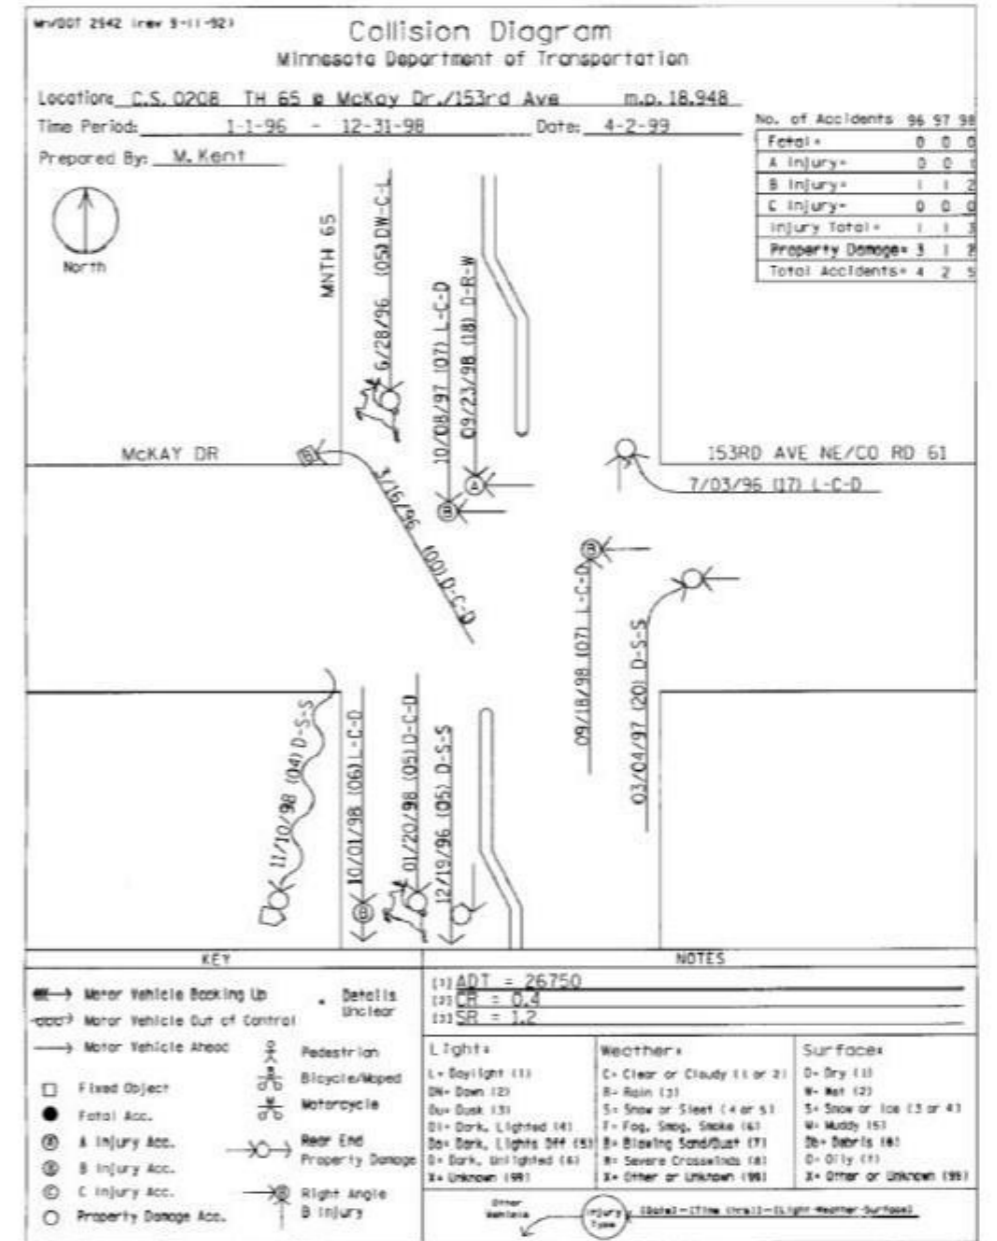 Mn/DOT 2542 (rev 9-11-92)
Collision Diagram
Minnesota Department of Transportation
Location: C.S. 0208 TH 65 @ McKay Dr./153rd Ave m.p. 18.948
Time Period: 1-1-96 - 12-31-98 Date: 4-2-99
Prepared By: M. Kent
No. of Accidents 96 97 98
Fatal= 0 0 0
A Injury= 0 0 1
B Injury= 1 1 2
C Injury= 0 0 0
Injury Total= 1 1 3
Property Damage= 3 1 2
Total Accidents= 4 2 5
North
MNTH 65
6/28/96 (05) DW-C-L
10/08/97 (07) L-C-D
09/23/98 (18) D-R-W
McKAY DR
153RD AVE NE/CO RD 61
7/03/96 (17) L-C-D
B
A
B
3/16/96 (00) D-C-D
B
09/18/98 (07) L-C-D
03/04/97 (20) D-S-S
11/10/98 (04) D-S-S
10/01/98 (06) L-C-D
01/20/98 (05) D-C-D
12/19/96 (05) D-S-S
B
KEY
Motor Vehicle Backing Up
Motor Vehicle Out of Control
Motor Vehicle Ahead
Fixed Object
Fatal Acc.
A A Injury Acc.
B B Injury Acc.
C C Injury Acc.
Property Damage Acc.
* Details Unclear
Pedestrian
Bicycle/Moped
Motorcycle
Rear End
Property Damage
B Right Angle
B Injury
NOTES
[1] ADT = 26750
[2] CR = 0.4
[3] SR = 1.2
Light:
L= Daylight (1)
DW= Dawn (2)
Du= Dusk (3)
Dl= Dark, Lighted (4)
Do= Dark, Lights Off (5)
D= Dark, Unlighted (6)
X= Unknown (99)
Weather:
C= Clear or Cloudy (1 or 2)
R= Rain (3)
S= Snow or Sleet (4 or 5)
F= Fog, Smog, Smoke (6)
B= Blowing Sand/Dust (7)
W= Severe Crosswinds (8)
X= Other or Unknown (99)
Surface:
D= Dry (1)
W= Wet (2)
S= Snow or Ice (3 or 4)
M= Muddy (5)
Db= Debris (6)
O= Oily (7)
X= Other or Unknown (99)
Other Vehicle
Injury Type
(Date)-(Time (hrs))-(Light-Weather-Surface)